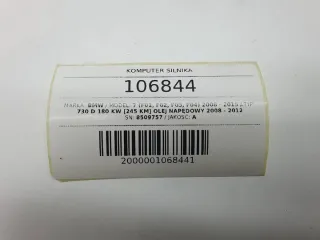 KOMPUTER SILNIKA
106844
MARKA: BMW / MODEL: 7 (F01, F02, F03, F04) 2008 - 2015 / TYP:
730 D 180 KW [245 KM] OLEJ NAPĘDOWY 2008 - 2012
SN: 8509757 / JAKOŚĆ: A
2000001068441